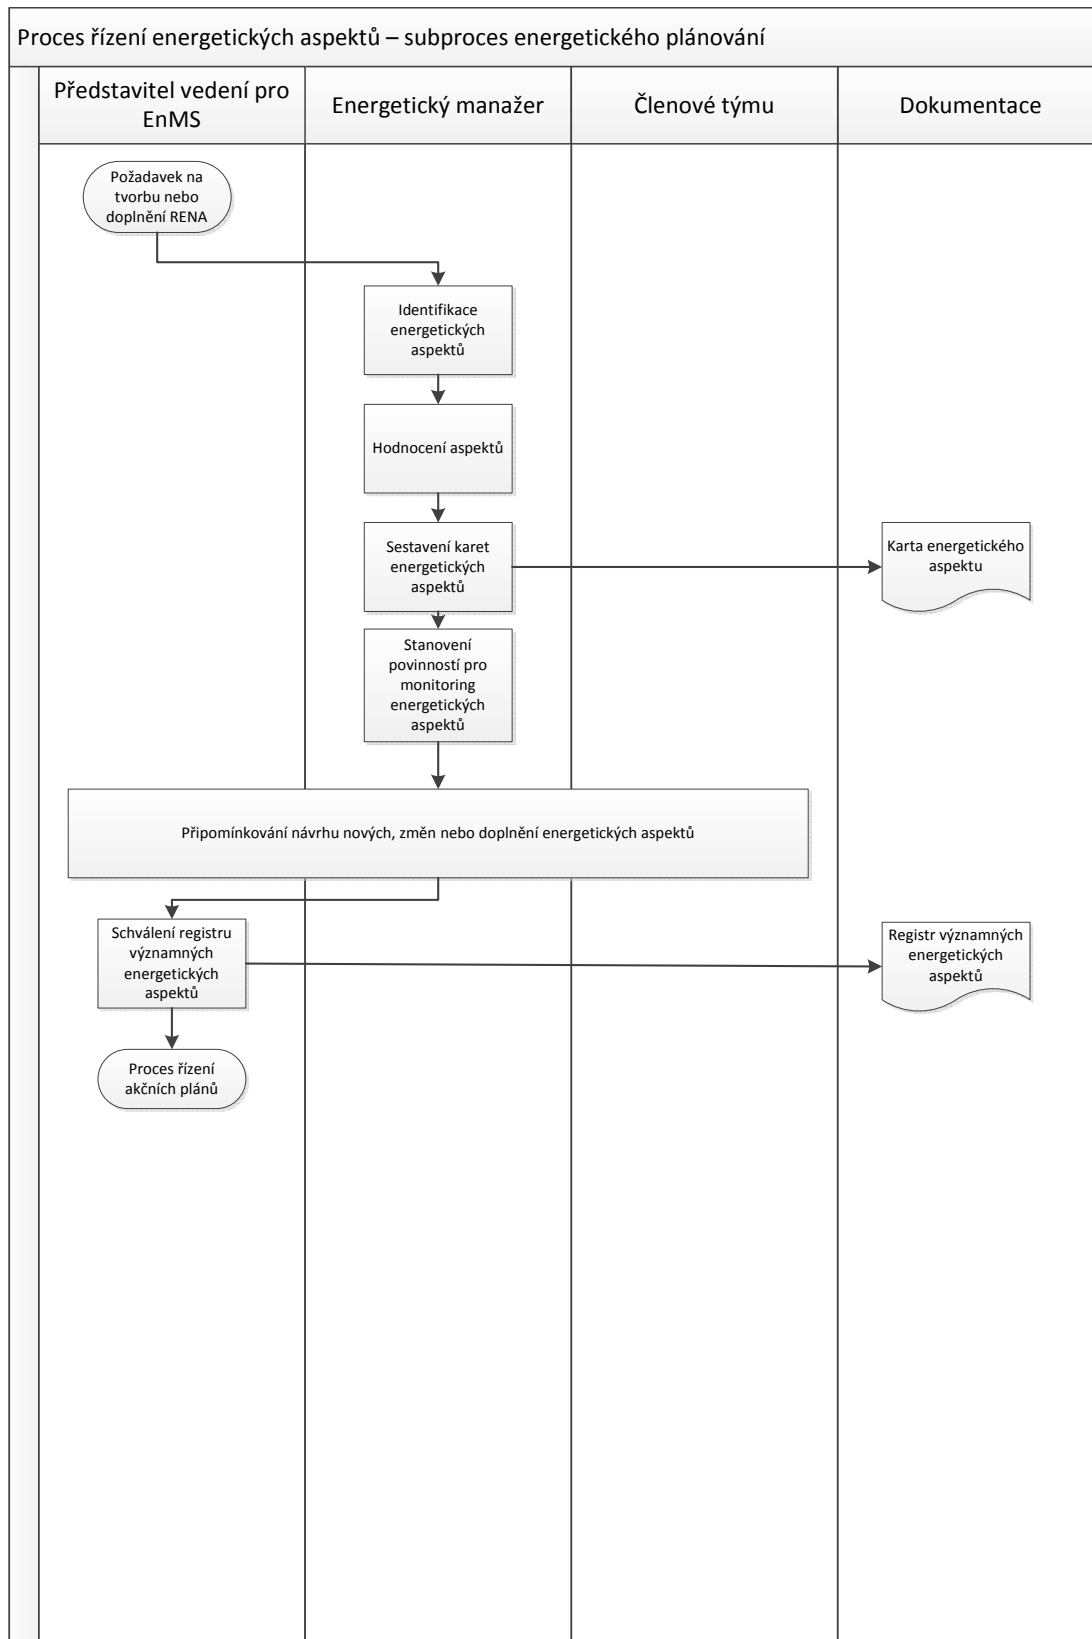 Proces řízení energetických aspektů – subproces energetického plánování
Představitel vedení pro
EnMS
Energetický manažer
Členové týmu
Dokumentace
Požadavek na
tvorbu nebo
doplnění RENA
Identifikace
energetických
aspektů
Hodnocení aspektů
Sestavení karet
energetických
aspektů
Karta energetického
aspektu
Stanovení
povinností pro
monitoring
energetických
aspektů
Připomínkování návrhu nových, změn nebo doplnění energetických aspektů
Schválení registru
významných
energetických
aspektů
Registr významných
energetických
aspektů
Proces řízení
akčních plánů